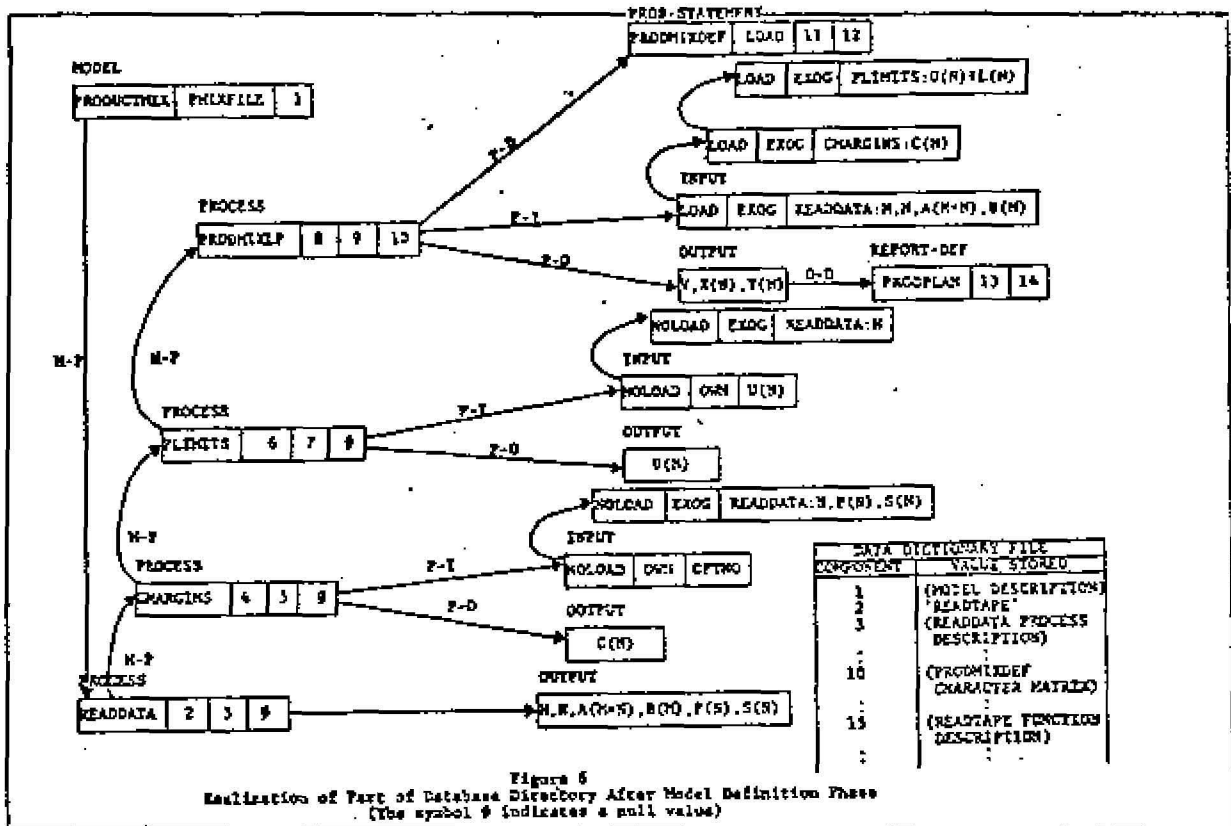 PROB-STATEMENT
PRODMIXDEF LOAD 11 12
MODEL
PRODUCTMIX PMIXFILE 1
LOAD EXOG PLIMITS:U(N),L(N)
LOAD EXOG CMARGINS:C(N)
P-D
INPUT
LOAD EXOG READDATA:M,N,A(M*N),B(M)
P-I
PROCESS
PRODMIXLP 8 9 10
P-O
OUTPUT
V,X(N),Y(M)
O-D
REPORT-DEF
PRODPLAN 13 14
NOLOAD EXOG READDATA:N
M-P
M-P
INPUT
NOLOAD OWN U(N)
P-I
PROCESS
PLIMITS 6 7 φ
P-O
OUTPUT
U(N)
NOLOAD EXOG READDATA:N,P(N),S(N)
M-P
INPUT
NOLOAD OWN OPTNO
P-I
PROCESS
CMARGINS 4 5 φ
P-O
OUTPUT
C(N)
M-P
PROCESS
READDATA 2 3 φ
OUTPUT
M,N,A(M*N),B(M),P(N),S(N)
DATA DICTIONARY FILE
COMPONENT VALUE STORED
1 (MODEL DESCRIPTION)
2 'READTAPE'
3 (READDATA PROCESS
DESCRIPTION)
10 (PRODMIXDEF
CHARACTER MATRIX)
15 (READTAPE FUNCTION
DESCRIPTION)
Figure 6
Realization of Part of Database Directory After Model Definition Phase
(The symbol φ indicates a null value)